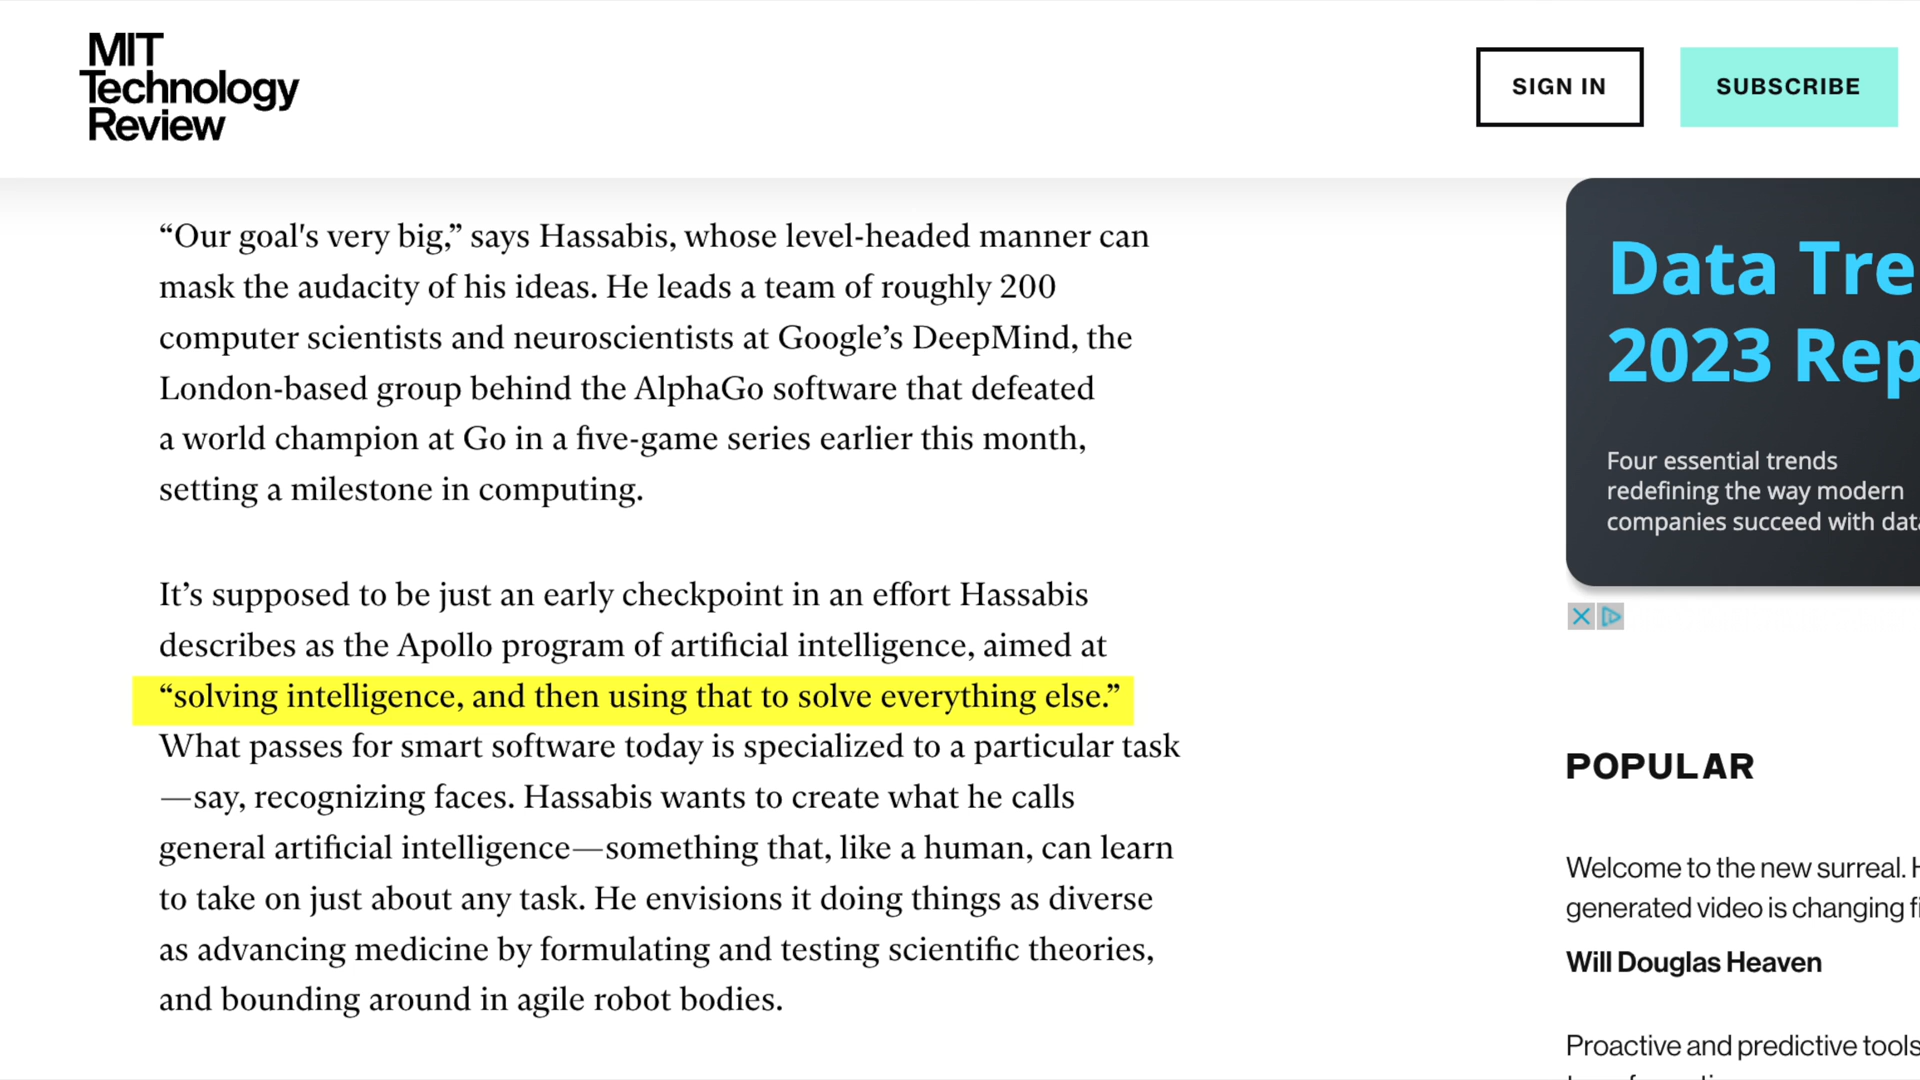 MIT
Technology
Review
SIGN IN
SUBSCRIBE
“Our goal's very big,” says Hassabis, whose level-headed manner can
mask the audacity of his ideas. He leads a team of roughly 200
computer scientists and neuroscientists at Google’s DeepMind, the
London-based group behind the AlphaGo software that defeated
a world champion at Go in a five-game series earlier this month,
setting a milestone in computing.
It’s supposed to be just an early checkpoint in an effort Hassabis
describes as the Apollo program of artificial intelligence, aimed at
“solving intelligence, and then using that to solve everything else.”
What passes for smart software today is specialized to a particular task
—say, recognizing faces. Hassabis wants to create what he calls
general artificial intelligence—something that, like a human, can learn
to take on just about any task. He envisions it doing things as diverse
as advancing medicine by formulating and testing scientific theories,
and bounding around in agile robot bodies.
Data Tre
2023 Rep
Four essential trends
redefining the way modern
companies succeed with data
POPULAR
Welcome to the new surreal. H
generated video is changing fi
Will Douglas Heaven
Proactive and predictive tools